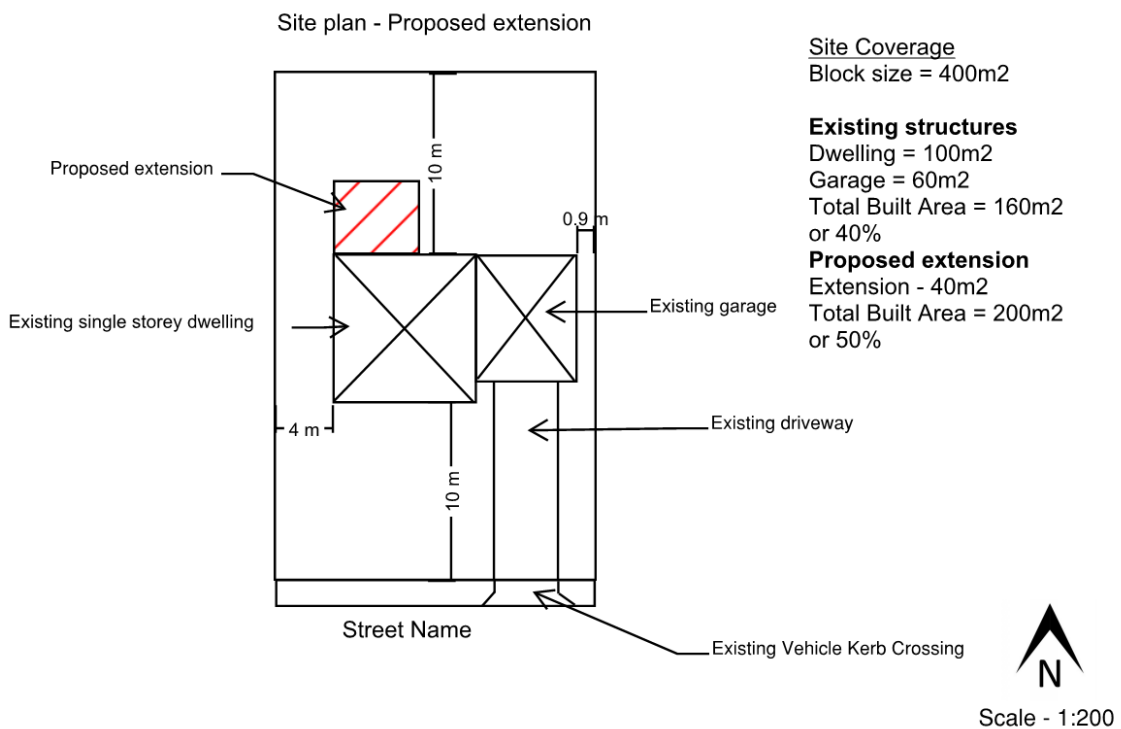 Site plan - Proposed extension
Site Coverage
Block size = 400m2
Existing structures
Dwelling = 100m2
Garage = 60m2
Total Built Area = 160m2
or 40%
Proposed extension
Extension - 40m2
Total Built Area = 200m2
or 50%
Proposed extension
10 m
0.9 m
Existing single storey dwelling
Existing garage
4 m
Existing driveway
10 m
Street Name
Existing Vehicle Kerb Crossing
N
Scale - 1:200